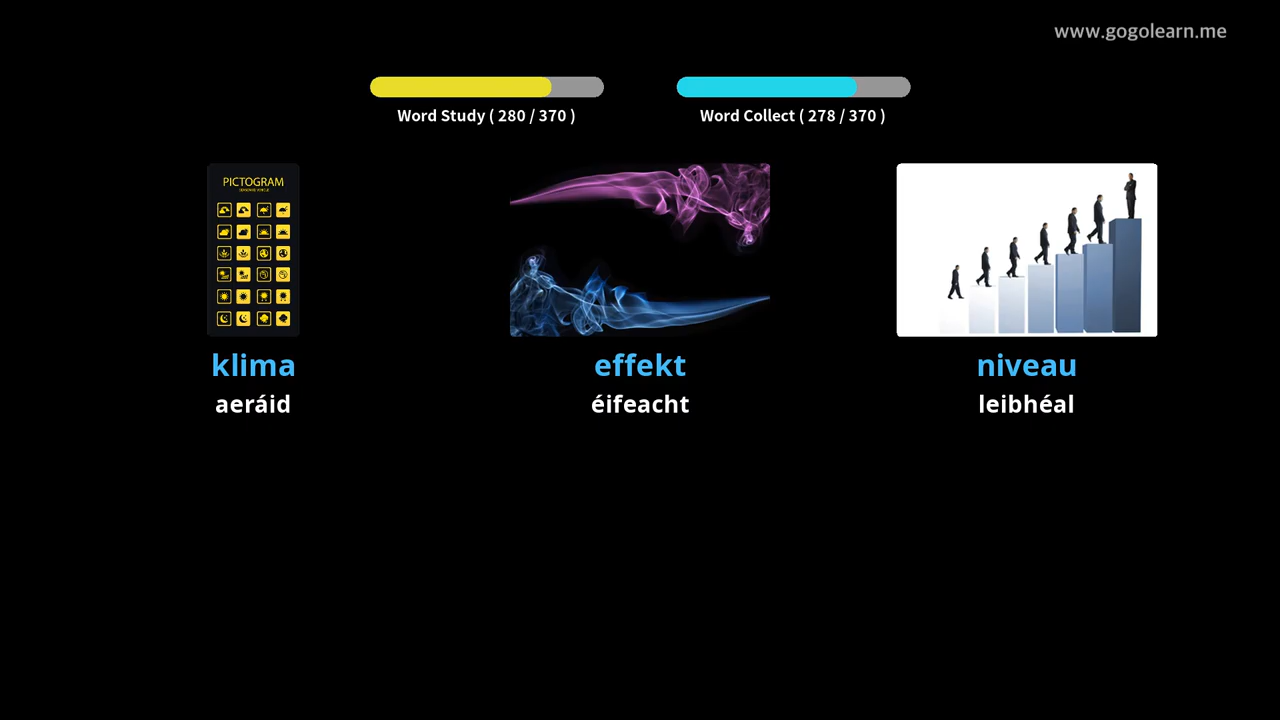 www.gogolearn.me
Word Study ( 280 / 370 )
Word Collect ( 278 / 370 )
PICTOGRAM
klima
effekt
niveau
aeráid
éifeacht
leibhéal